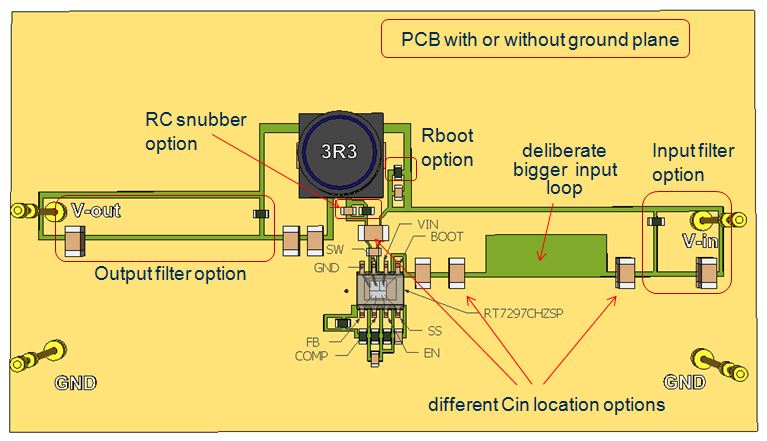 PCB with or without ground plane
RC snubber
option
3R3
Rboot
option
deliberate
bigger input
loop
Input filter
option
V-out
V-in
VIN
BOOT
SW
GND
Output filter option
RT7297CHZSP
FB
COMP
SS
EN
GND
GND
different Cin location options